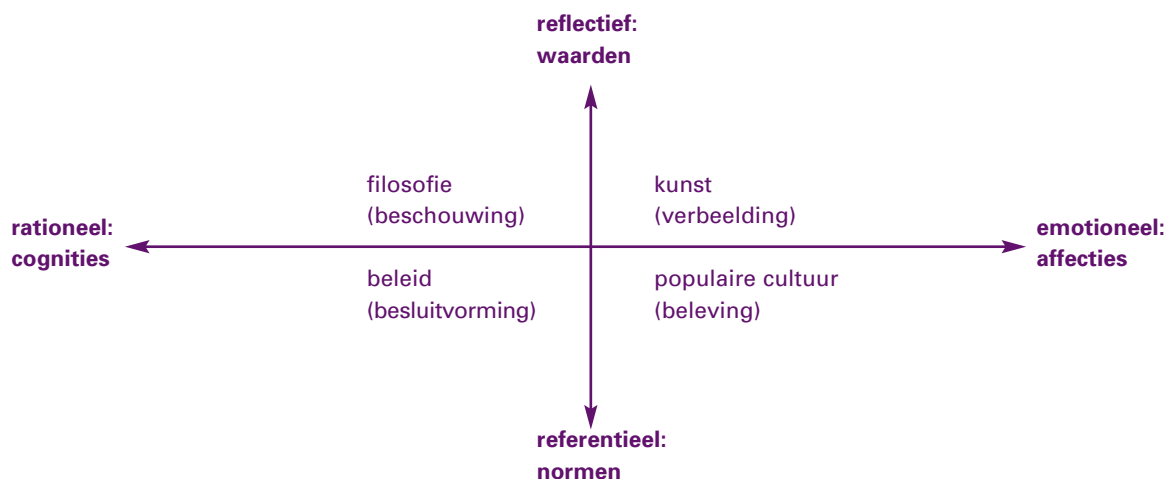 reflectief:
waarden
filosofie
(beschouwing)
kunst
(verbeelding)
rationeel:
cognities
emotioneel:
affecties
beleid
(besluitvorming)
populaire cultuur
(beleving)
referentieel:
normen